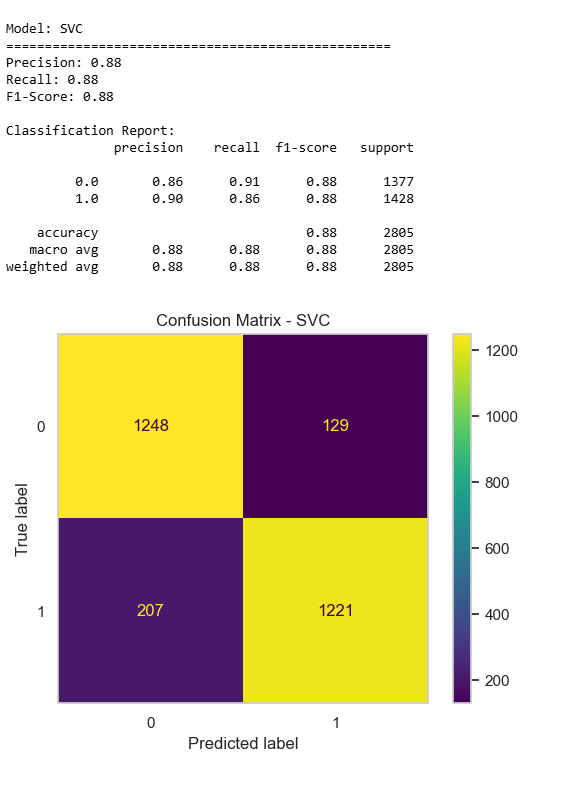 Model: SVC
==================================================
Precision: 0.88
Recall: 0.88
F1-Score: 0.88
Classification Report:
precision recall f1-score support
0.0 0.86 0.91 0.88 1377
1.0 0.90 0.86 0.88 1428
accuracy 0.88 2805
macro avg 0.88 0.88 0.88 2805
weighted avg 0.88 0.88 0.88 2805
Confusion Matrix - SVC
1200
1000
800
600
400
200
True label
0 1248 129
1 207 1221
0 1
Predicted label